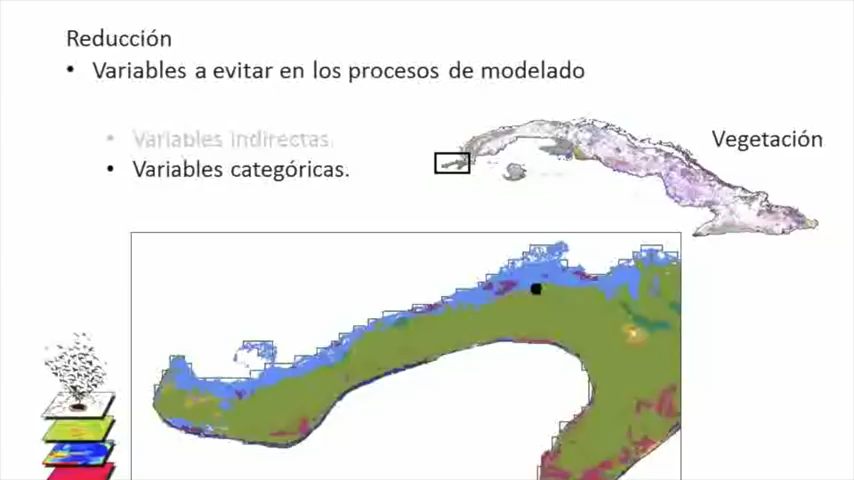 Reducción
• Variables a evitar en los procesos de modelado
• Variables indirectas.
• Variables categóricas.
Vegetación